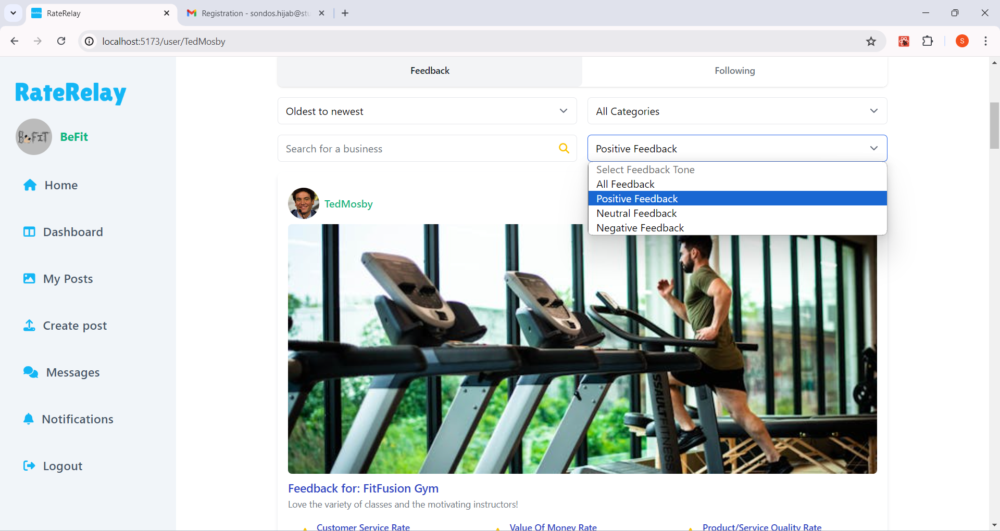 RateRelay
Registration - sondos.hijab@stu
localhost:5173/user/TedMosby
S
RateRelay
BeFiT
BeFit
Home
Dashboard
My Posts
Create post
Messages
Notifications
Logout
Feedback
Following
Oldest to newest
All Categories
Search for a business
Positive Feedback
Select Feedback Tone
All Feedback
Positive Feedback
Neutral Feedback
Negative Feedback
TedMosby
SSAULT FITNESS
Feedback for: FitFusion Gym
Love the variety of classes and the motivating instructors!
Customer Service Rate
Value Of Money Rate
Product/Service Quality Rate